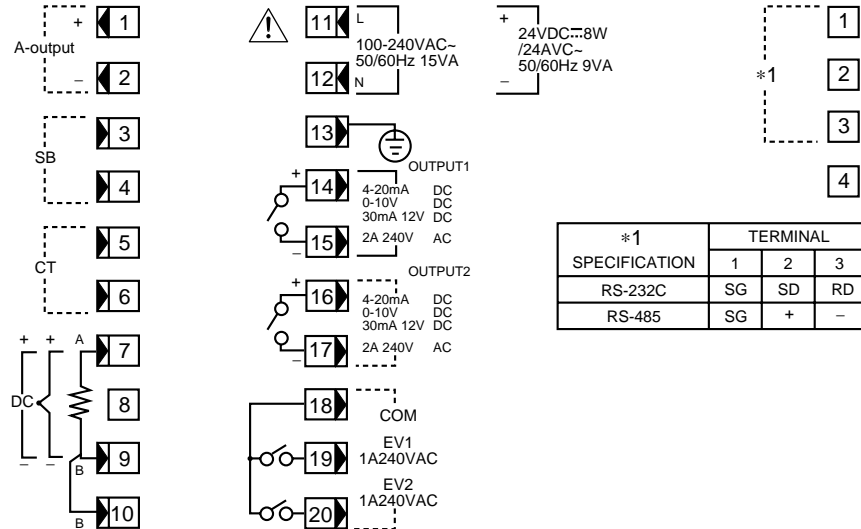 + 1
A-output
− 2
3
SB
4
5
CT
6
+ + A 7
DC 8
− − B 9
B 10
11 L
100-240VAC~
50/60Hz 15VA
12 N
13
OUTPUT1
+ 14
4-20mA DC
0-10V DC
30mA 12V DC
− 15
2A 240V AC
OUTPUT2
+ 16
4-20mA DC
0-10V DC
30mA 12V DC
− 17
2A 240V AC
18
COM
EV1
19 1A240VAC
EV2
1A240VAC
20
+
24VDC⎓8W
/24AVC~
50/60Hz 9VA
−
1
*1 2
3
4
*1 TERMINAL
SPECIFICATION 1 2 3
RS-232C SG SD RD
RS-485 SG + −